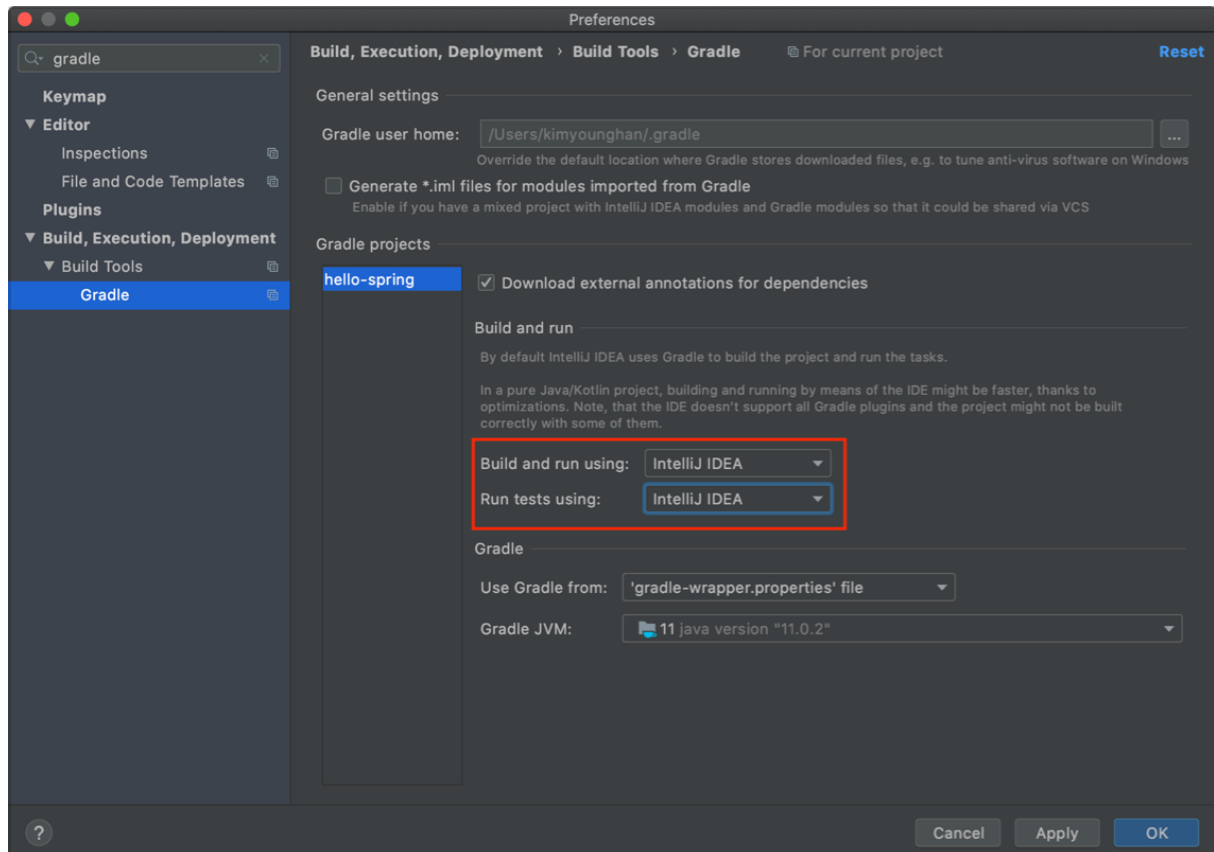 Preferences
gradle
Keymap
Editor
Inspections
File and Code Templates
Plugins
Build, Execution, Deployment
Build Tools
Gradle
Build, Execution, Deployment › Build Tools › Gradle For current project Reset
General settings
Gradle user home: /Users/kimyounghan/.gradle ...
Override the default location where Gradle stores downloaded files, e.g. to tune anti-virus software on Windows
Generate *.iml files for modules imported from Gradle
Enable if you have a mixed project with IntelliJ IDEA modules and Gradle modules so that it could be shared via VCS
Gradle projects
hello-spring
Download external annotations for dependencies
Build and run
By default IntelliJ IDEA uses Gradle to build the project and run the tasks.
In a pure Java/Kotlin project, building and running by means of the IDE might be faster, thanks to
optimizations. Note, that the IDE doesn't support all Gradle plugins and the project might not be built
correctly with some of them.
Build and run using: IntelliJ IDEA
Run tests using: IntelliJ IDEA
Gradle
Use Gradle from: 'gradle-wrapper.properties' file
Gradle JVM: 11 java version "11.0.2"
? Cancel Apply OK